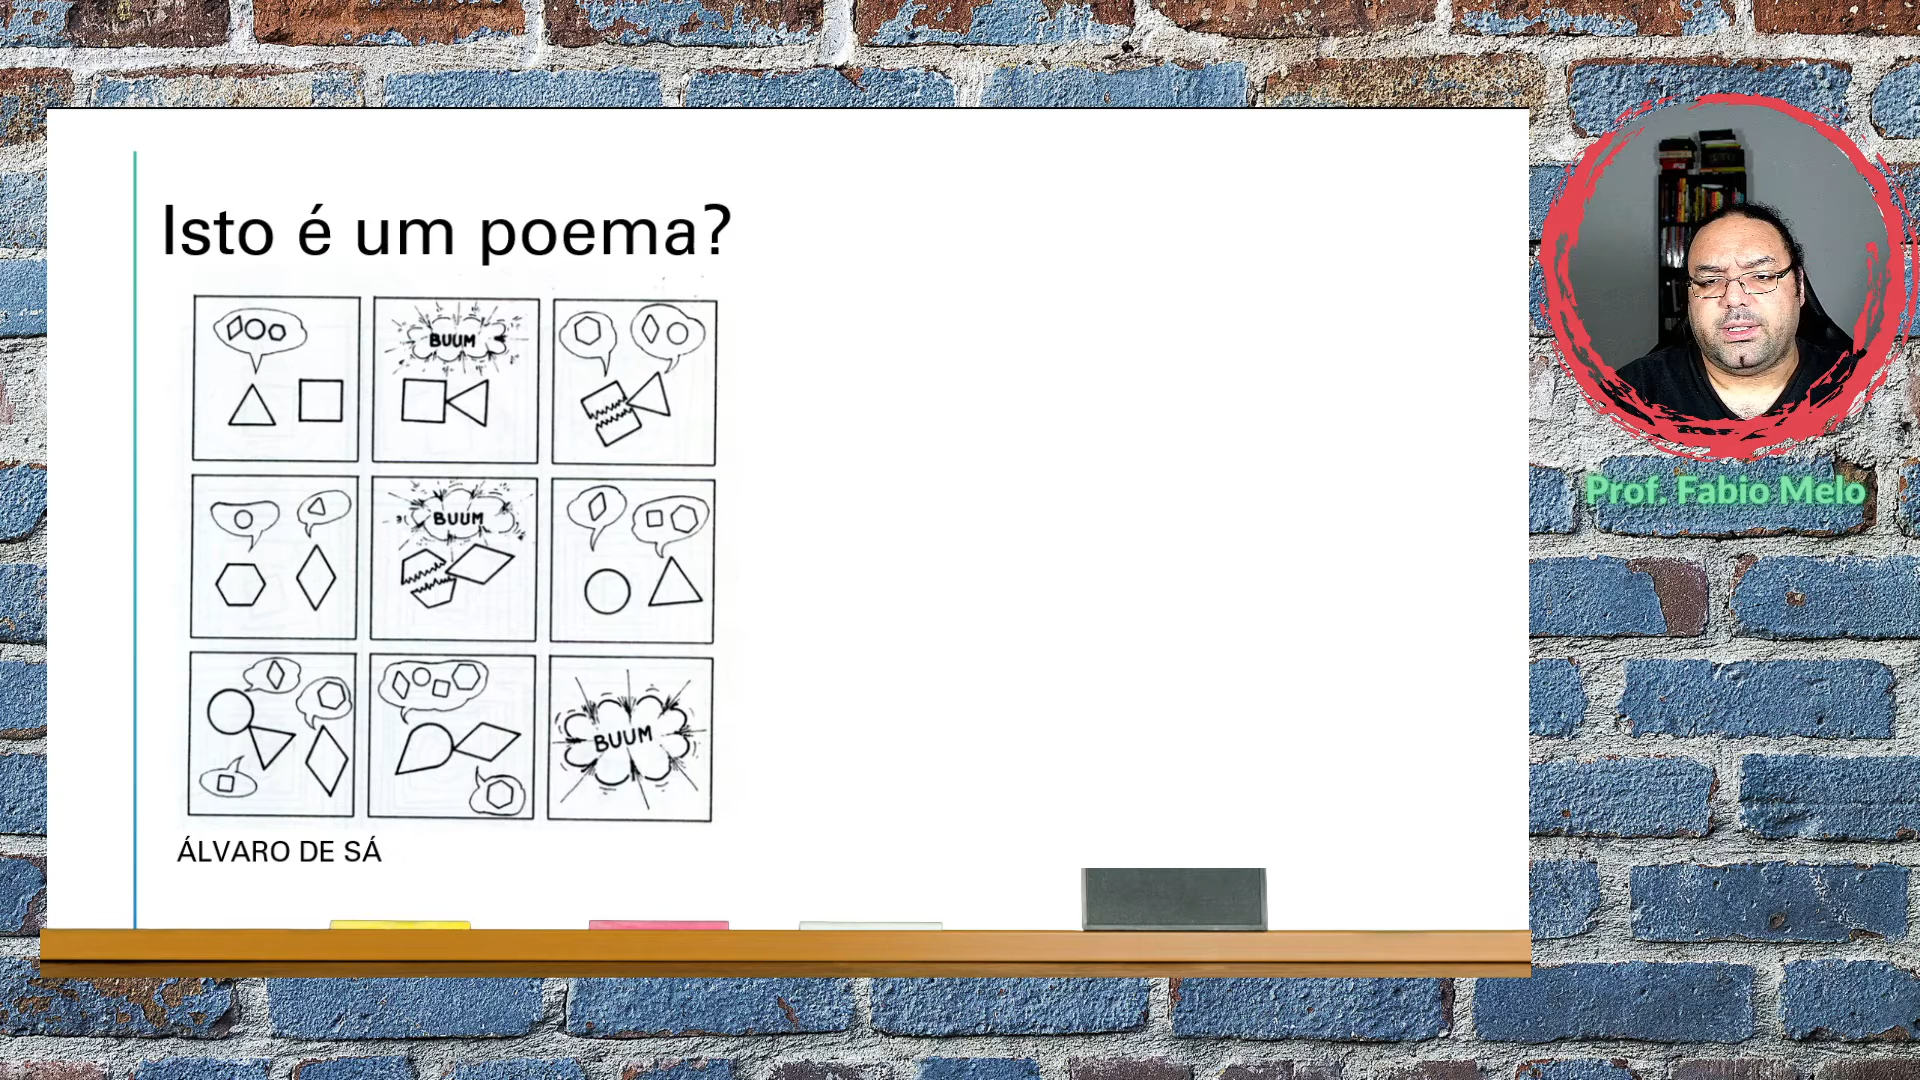 Isto é um poema?
BUUM
BUUM
BUUM
ÁLVARO DE SÁ
Prof. Fabio Melo